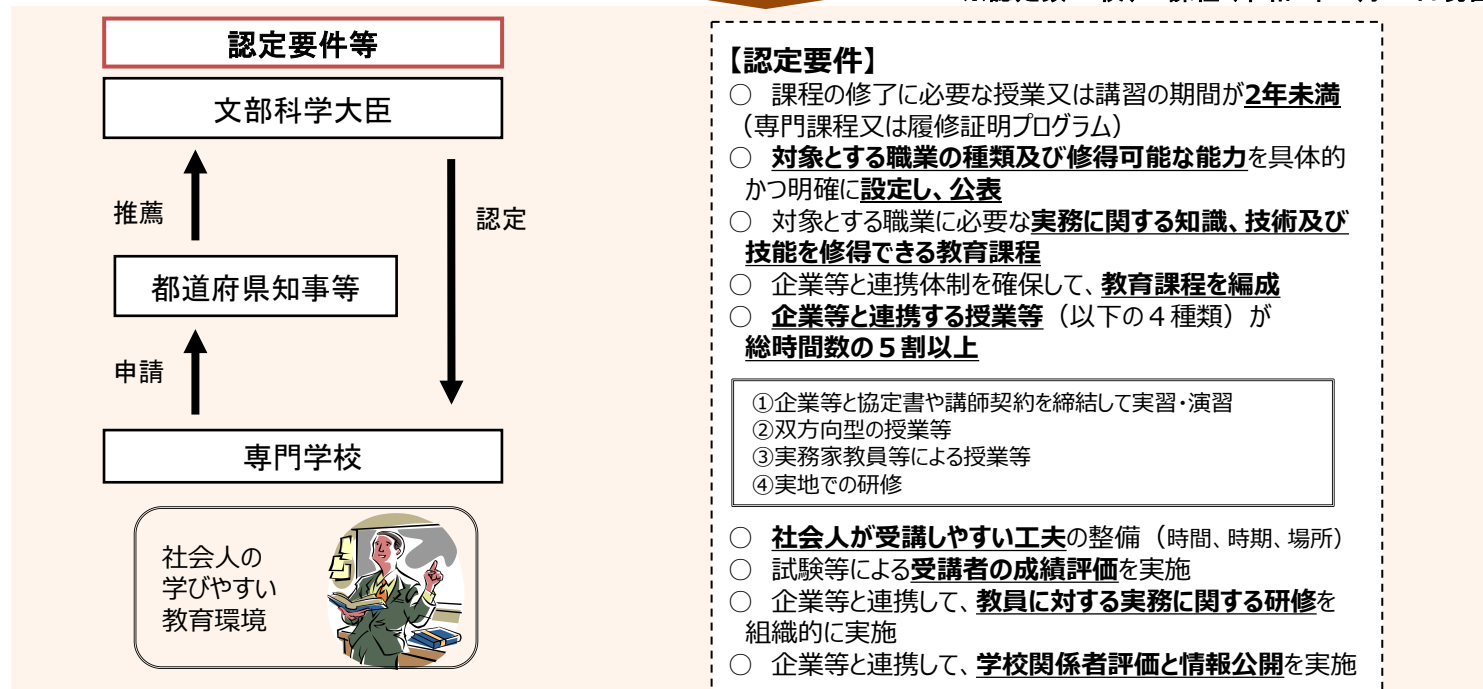 認定要件等
文部科学大臣
推薦
認定
都道府県知事等
申請
専門学校
社会人の
学びやすい
教育環境
【認定要件】
○ 課程の修了に必要な授業又は講習の期間が2年未満
（専門課程又は履修証明プログラム）
○ 対象とする職業の種類及び修得可能な能力を具体的
かつ明確に設定し、公表
○ 対象とする職業に必要な実務に関する知識、技術及び
技能を修得できる教育課程
○ 企業等と連携体制を確保して、教育課程を編成
○ 企業等と連携する授業等（以下の４種類）が
総時間数の５割以上
①企業等と協定書や講師契約を締結して実習・演習
②双方向型の授業等
③実務家教員等による授業等
④実地での研修
○ 社会人が受講しやすい工夫の整備（時間、時期、場所）
○ 試験等による受講者の成績評価を実施
○ 企業等と連携して、教員に対する実務に関する研修を
組織的に実施
○ 企業等と連携して、学校関係者評価と情報公開を実施